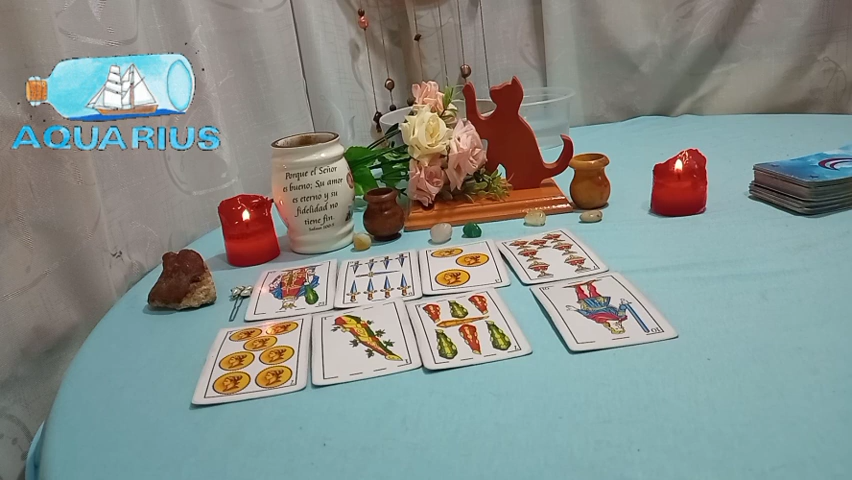 AQUARIUS
Porque el Señor
es bueno; Su amor
es eterno y su
fidelidad no
tiene fin.